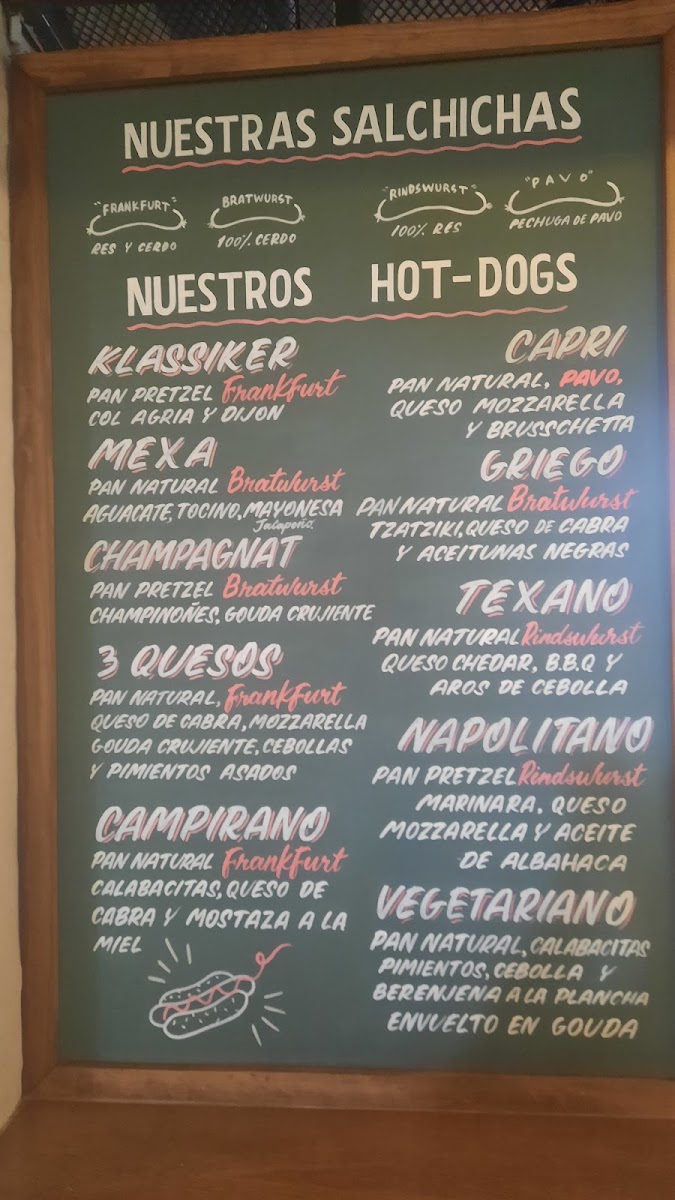 NUESTRAS SALCHICHAS
"FRANKFURT"
RES Y CERDO
BRATWURST
100% CERDO
"RINDSWURST"
100% RES
"PAVO"
PECHUGA DE PAVO
NUESTROS HOT-DOGS
KLASSIKER
PAN PRETZEL Frankfurt
COL AGRIA Y DIJON
MEXA
PAN NATURAL Bratwurst
AGUACATE, TOCINO, MAYONESA
Jalapeño
CHAMPAGNAT
PAN PRETZEL Bratwurst
CHAMPINOÑES, GOUDA CRUJIENTE
3 QUESOS
PAN NATURAL, Frankfurt
QUESO DE CABRA, MOZZARELLA
GOUDA CRUJIENTE, CEBOLLAS
Y PIMIENTOS ASADOS
CAMPIRANO
PAN NATURAL Frankfurt
CALABACITAS, QUESO DE
CABRA Y MOSTAZA A LA
MIEL
CAPRI
PAN NATURAL, PAVO,
QUESO MOZZARELLA
Y BRUSSCHETTA
GRIEGO
PAN NATURAL Bratwurst
TZATZIKI, QUESO DE CABRA
Y ACEITUNAS NEGRAS
TEXANO
PAN NATURAL Rindswurst
QUESO CHEDAR, B.B.Q Y
AROS DE CEBOLLA
NAPOLITANO
PAN PRETZEL Rindswurst
MARINARA, QUESO
MOZZARELLA Y ACEITE
DE ALBAHACA
VEGETARIANO
PAN NATURAL, CALABACITAS
PIMIENTOS, CEBOLLA Y
BERENJENA A LA PLANCHA
ENVUELTO EN GOUDA